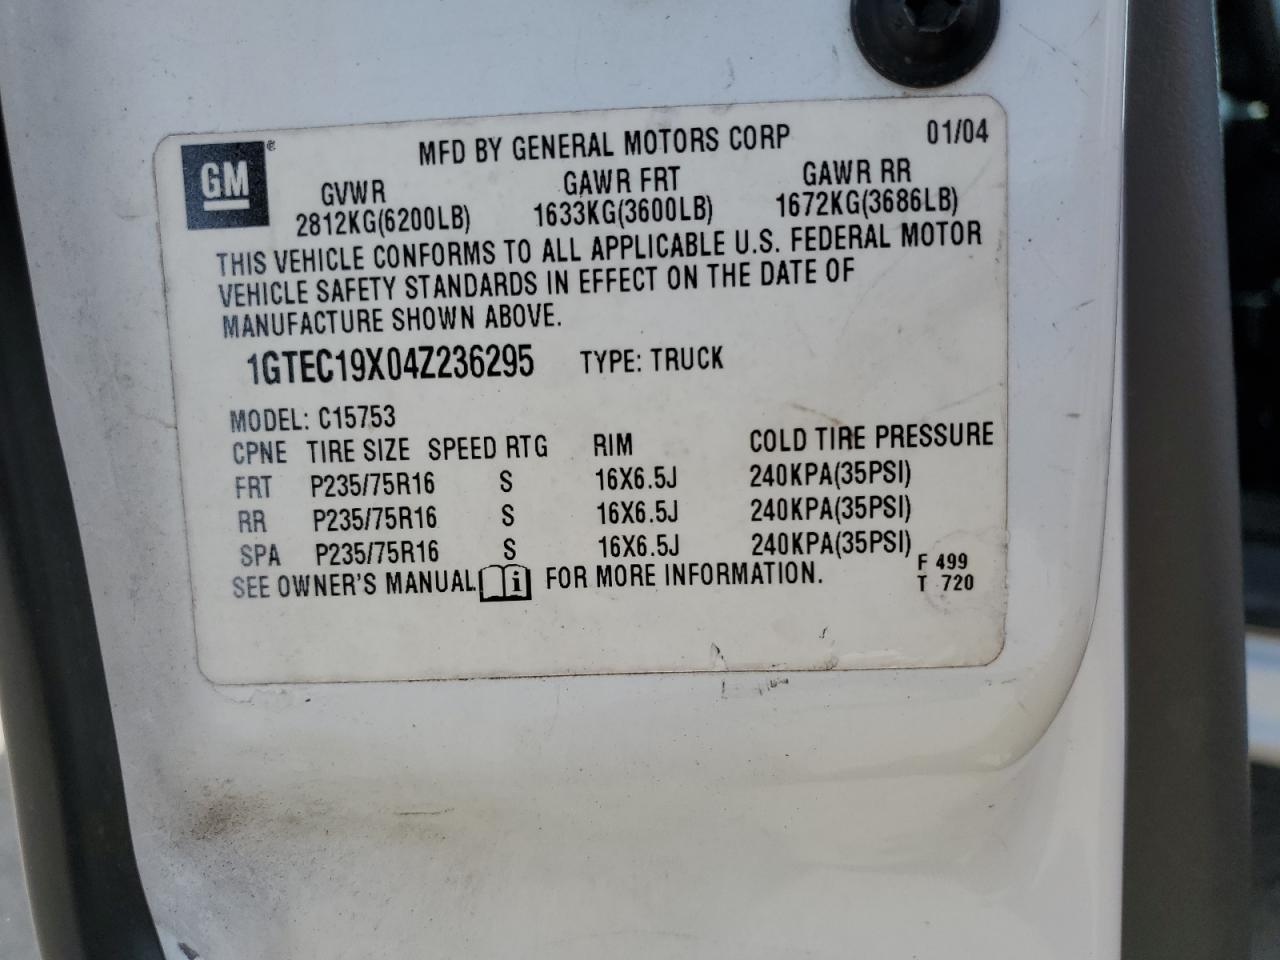 GM®
MFD BY GENERAL MOTORS CORP 01/04
GVWR GAWR FRT GAWR RR
2812KG(6200LB) 1633KG(3600LB) 1672KG(3686LB)
THIS VEHICLE CONFORMS TO ALL APPLICABLE U.S. FEDERAL MOTOR
VEHICLE SAFETY STANDARDS IN EFFECT ON THE DATE OF
MANUFACTURE SHOWN ABOVE.
1GTEC19X04Z236295 TYPE: TRUCK
MODEL: C15753
CPNE TIRE SIZE SPEED RTG RIM COLD TIRE PRESSURE
FRT P235/75R16 S 16X6.5J 240KPA(35PSI)
RR P235/75R16 S 16X6.5J 240KPA(35PSI)
SPA P235/75R16 S 16X6.5J 240KPA(35PSI)
SEE OWNER'S MANUAL i FOR MORE INFORMATION.
F 499
T 720